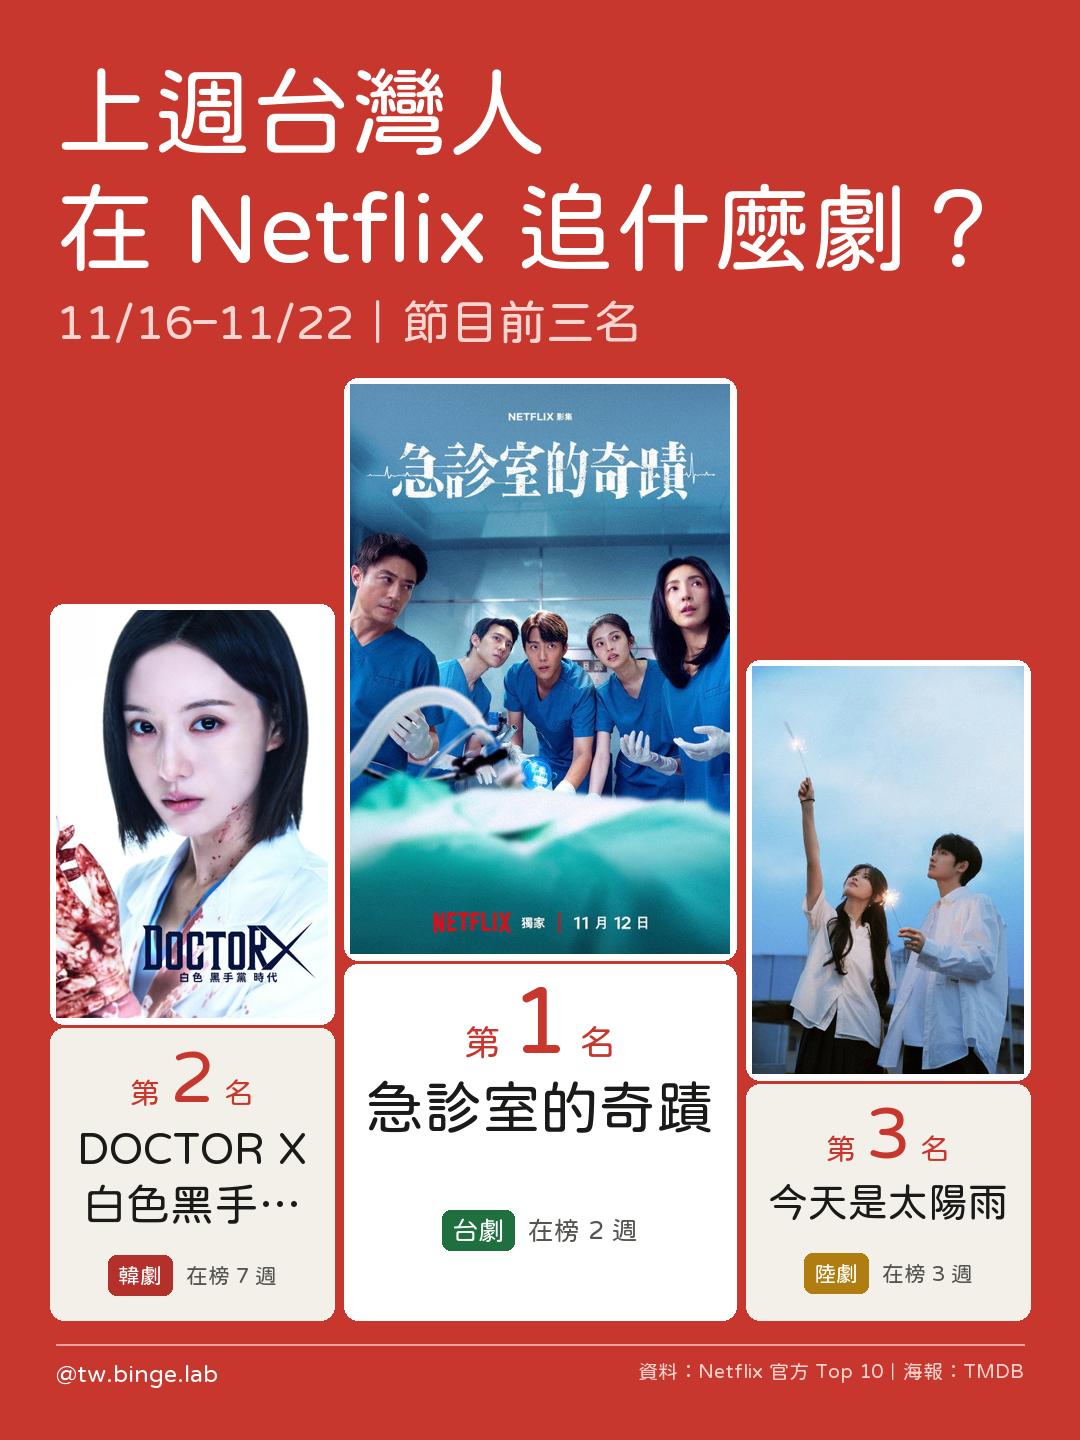 上週台灣人
在 Netflix 追什麼劇？
11/16–11/22｜節目前三名
NETFLIX 影集
急診室的奇蹟
NETFLIX 獨家 | 11 月 12 日
第 1 名
急診室的奇蹟
台劇 在榜 2 週
DOCTOR X
白色 黑手黨 時代
第 2 名
DOCTOR X
白色黑手…
韓劇 在榜 7 週
第 3 名
今天是太陽雨
陸劇 在榜 3 週
@tw.binge.lab
資料：Netflix 官方 Top 10｜海報：TMDB